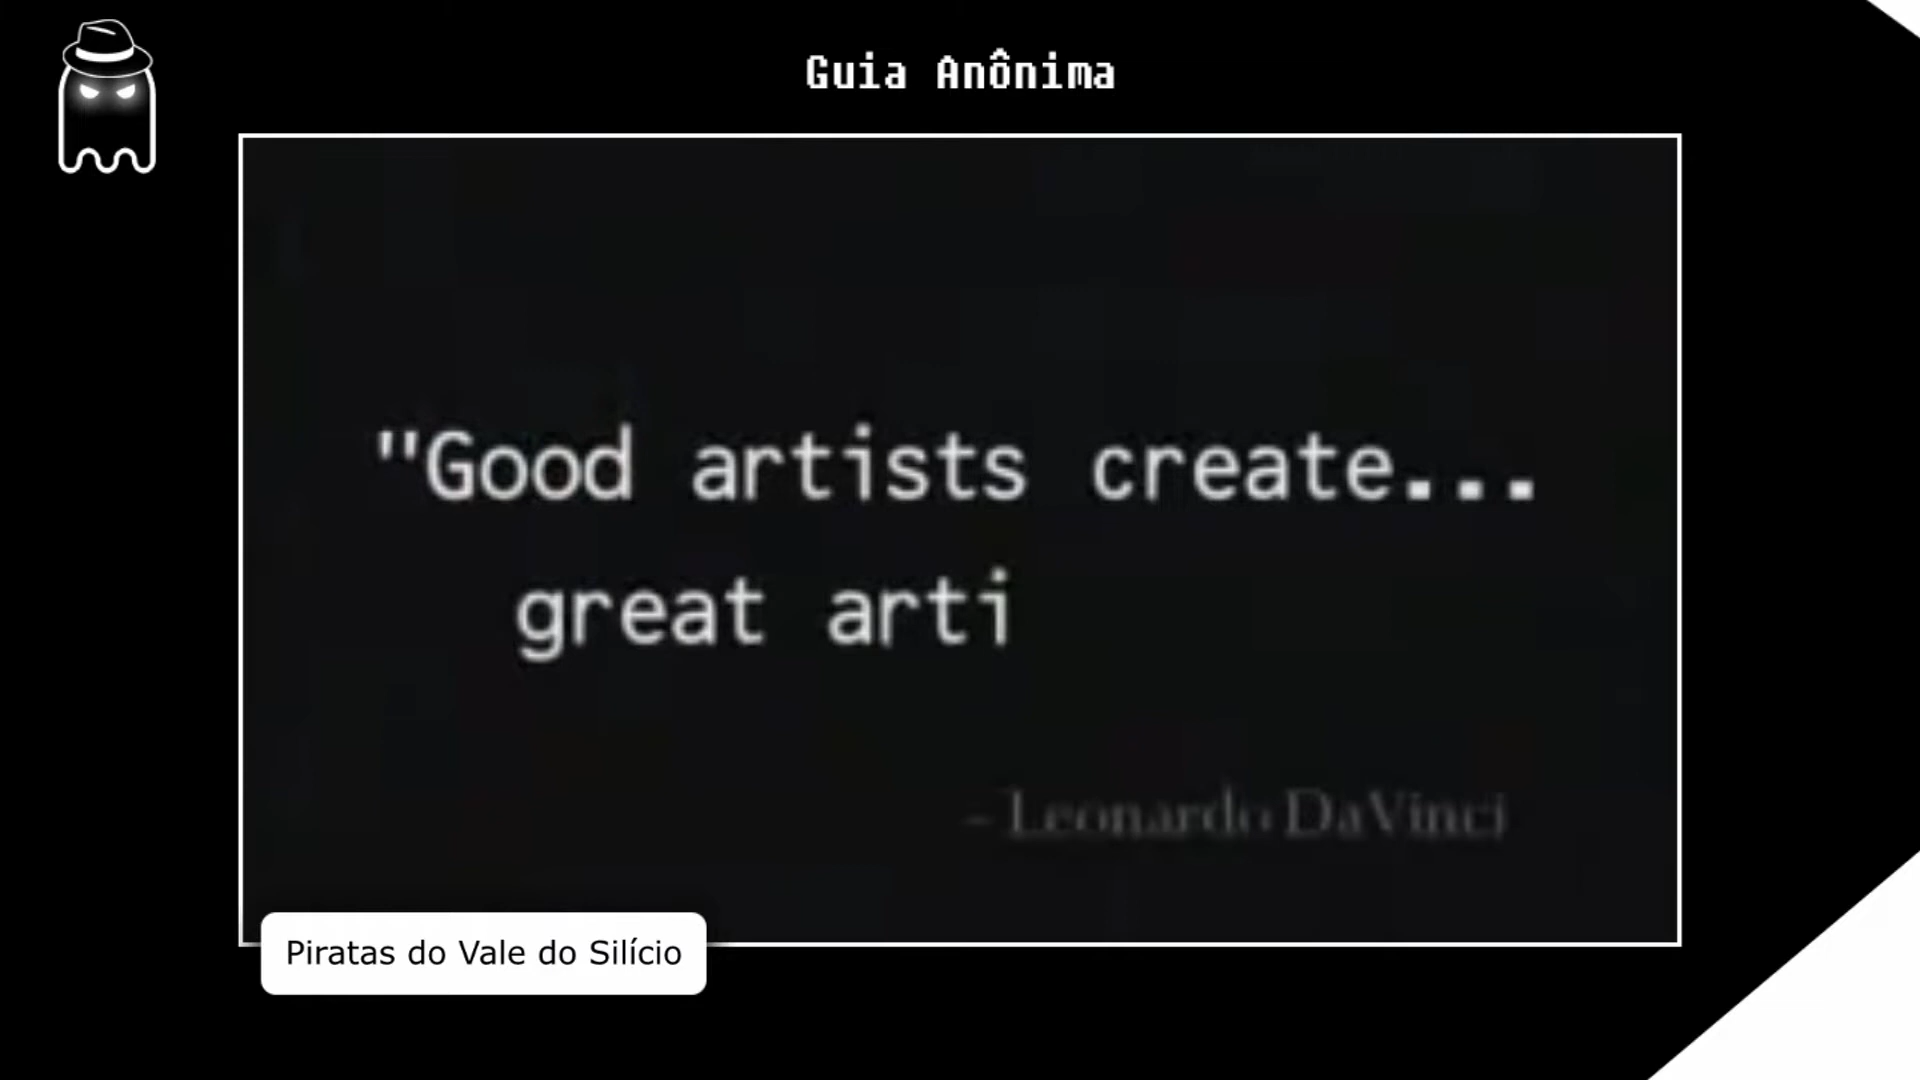 Guia Anônima
"Good artists create...
great arti
- Leonardo DaVinci
Piratas do Vale do Silício